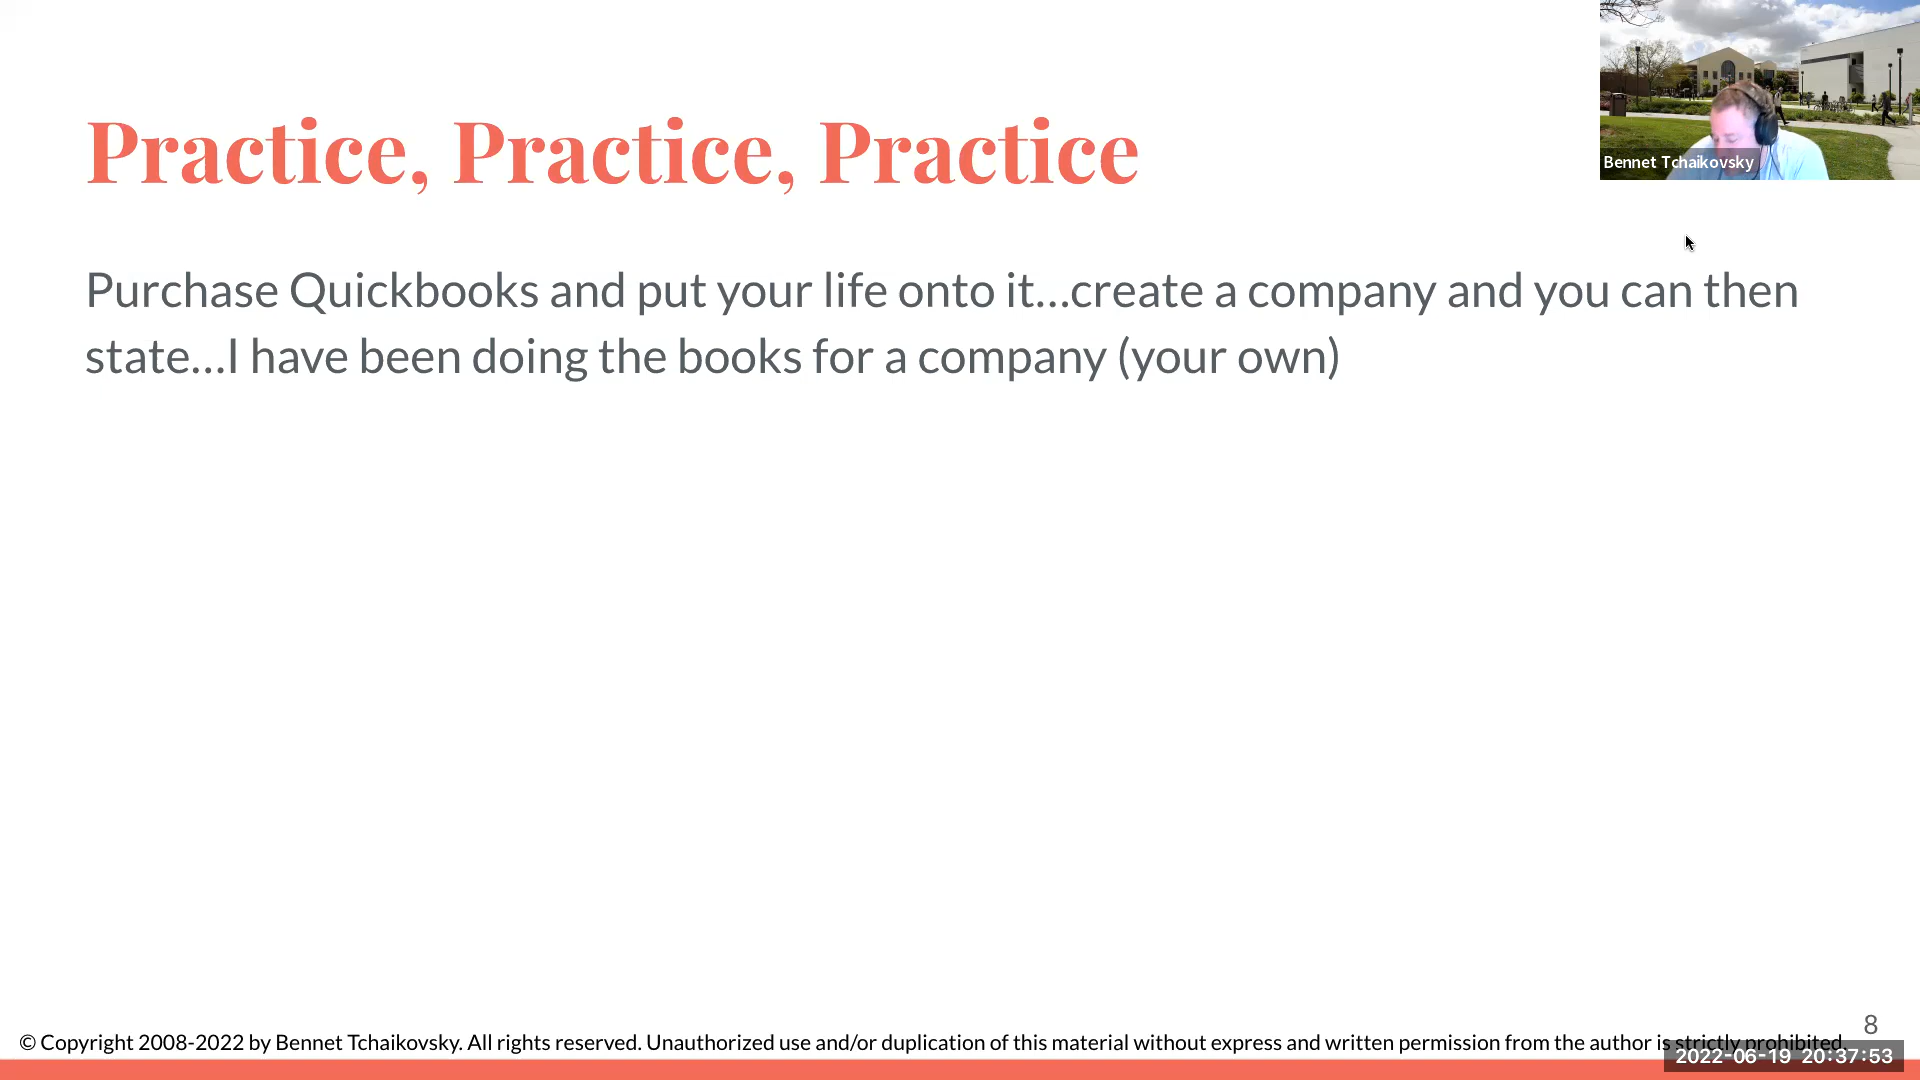 Practice, Practice, Practice
Bennet Tchaikovsky
Purchase Quickbooks and put your life onto it...create a company and you can then
state...I have been doing the books for a company (your own)
8
© Copyright 2008-2022 by Bennet Tchaikovsky. All rights reserved. Unauthorized use and/or duplication of this material without express and written permission from the author is strictly prohibited.
2022-06-19 20:37:53